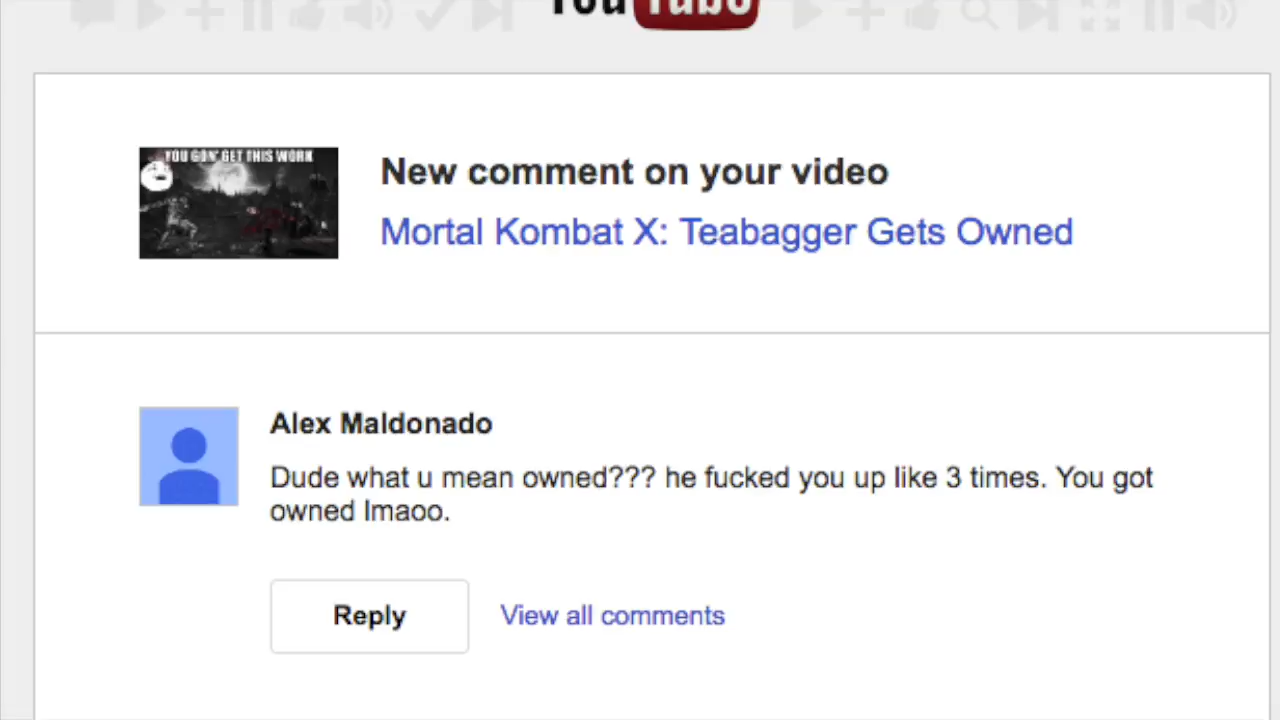 YouTube
YOU GON' GET THIS WORK
New comment on your video
Mortal Kombat X: Teabagger Gets Owned
Alex Maldonado
Dude what u mean owned??? he fucked you up like 3 times. You got
owned lmaoo.
Reply
View all comments